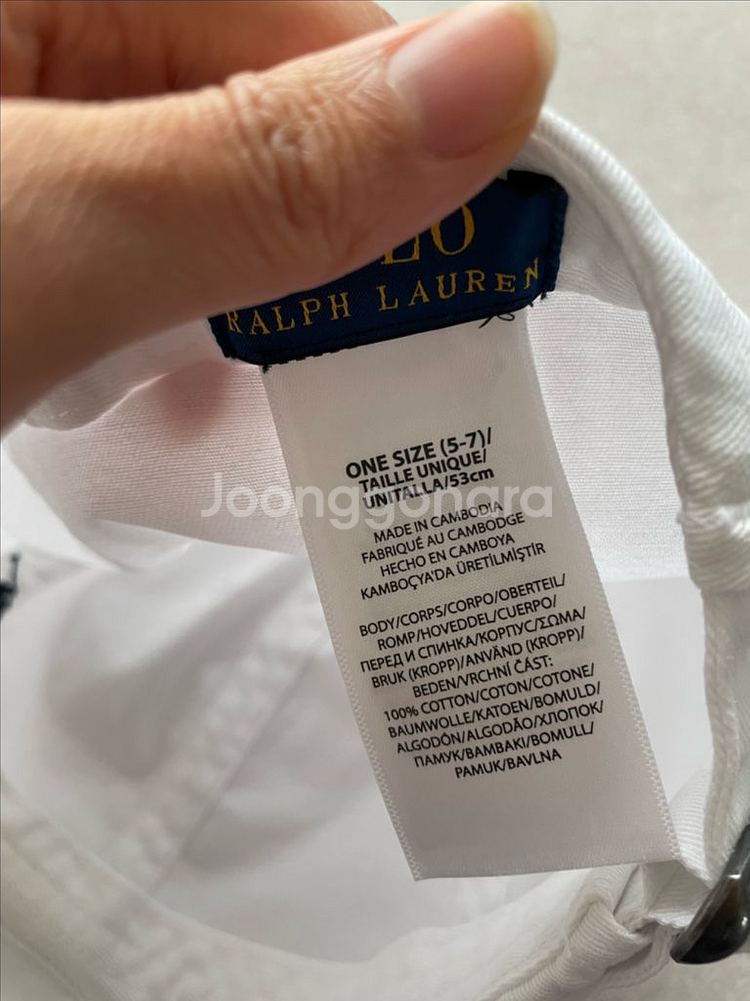 LO
RALPH LAUREN
ONE SIZE (5-7)/
TAILLE UNIQUE/
UNITALLA/53cm
Joonggonara
MADE IN CAMBODIA
FABRIQUÉ AU CAMBODGE
HECHO EN CAMBOYA
KAMBOÇYA'DA ÜRETİLMİŞTİR
BODY/CORPS/CORPO/OBERTEIL/
ROMP/HOVEDDEL/CUERPO/
ПЕРЕД И СПИНКА/КОРПУС/ΣΩΜΑ/
BRUK (KROPP)/ANVÄND (KROPP)/
BEDEN/VRCHNÍ ČÁST:
100% COTTON/COTON/COTONE/
BAUMWOLLE/KATOEN/BOMULD/
ALGODÓN/ALGODÃO/ХЛОПОК/
ПАМУК/ΒΑΜΒΑΚΙ/BOMULL/
PAMUK/BAVLNA